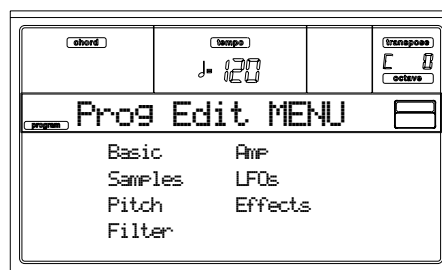 chord tempo transpose
♩= 120 C 0
octave
program Prog Edit MENU
Basic Amp
Samples LFOs
Pitch Effects
Filter